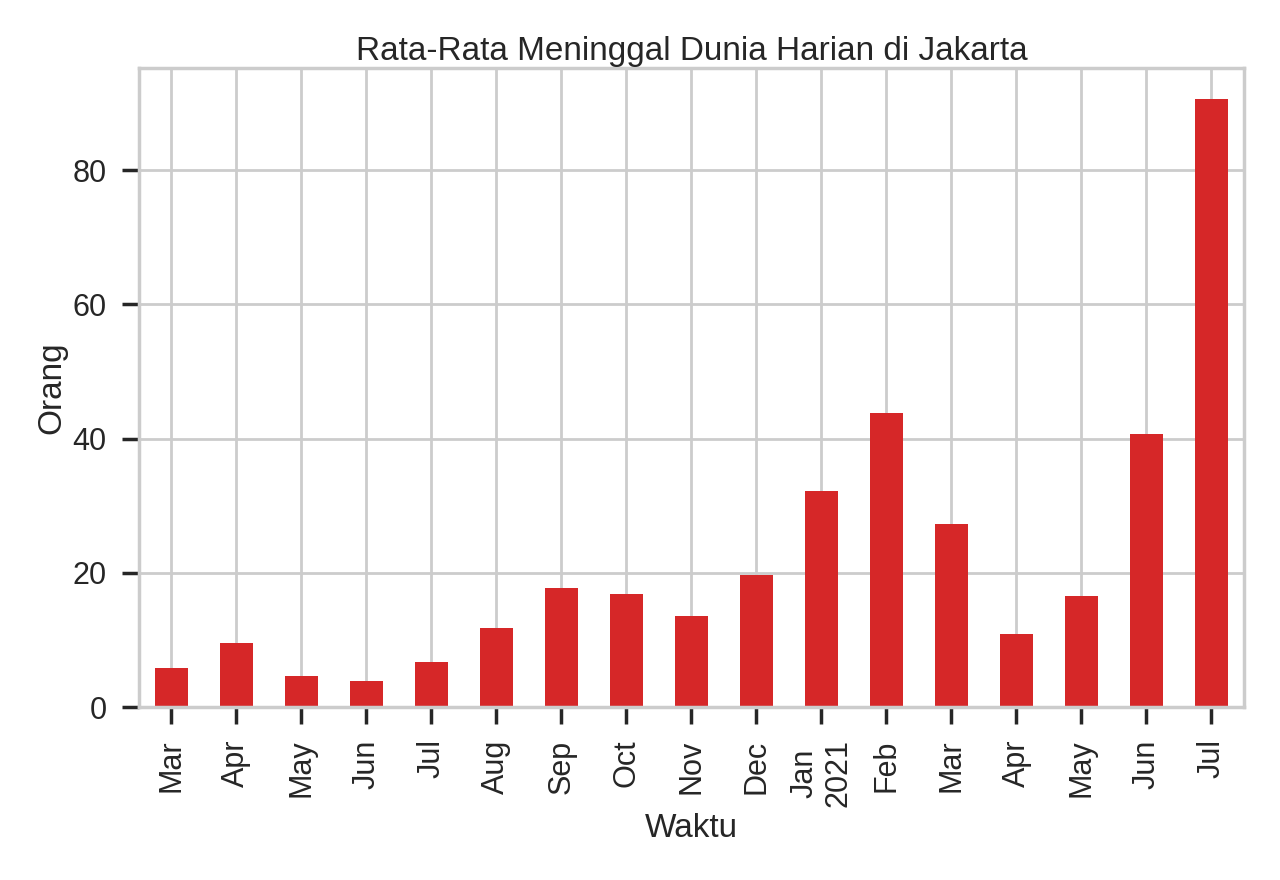 Rata-Rata Meninggal Dunia Harian di Jakarta
80
60
40
20
0
Orang
Mar
Apr
May
Jun
Jul
Aug
Sep
Oct
Nov
Dec
Jan
2021
Feb
Mar
Apr
May
Jun
Jul
Waktu